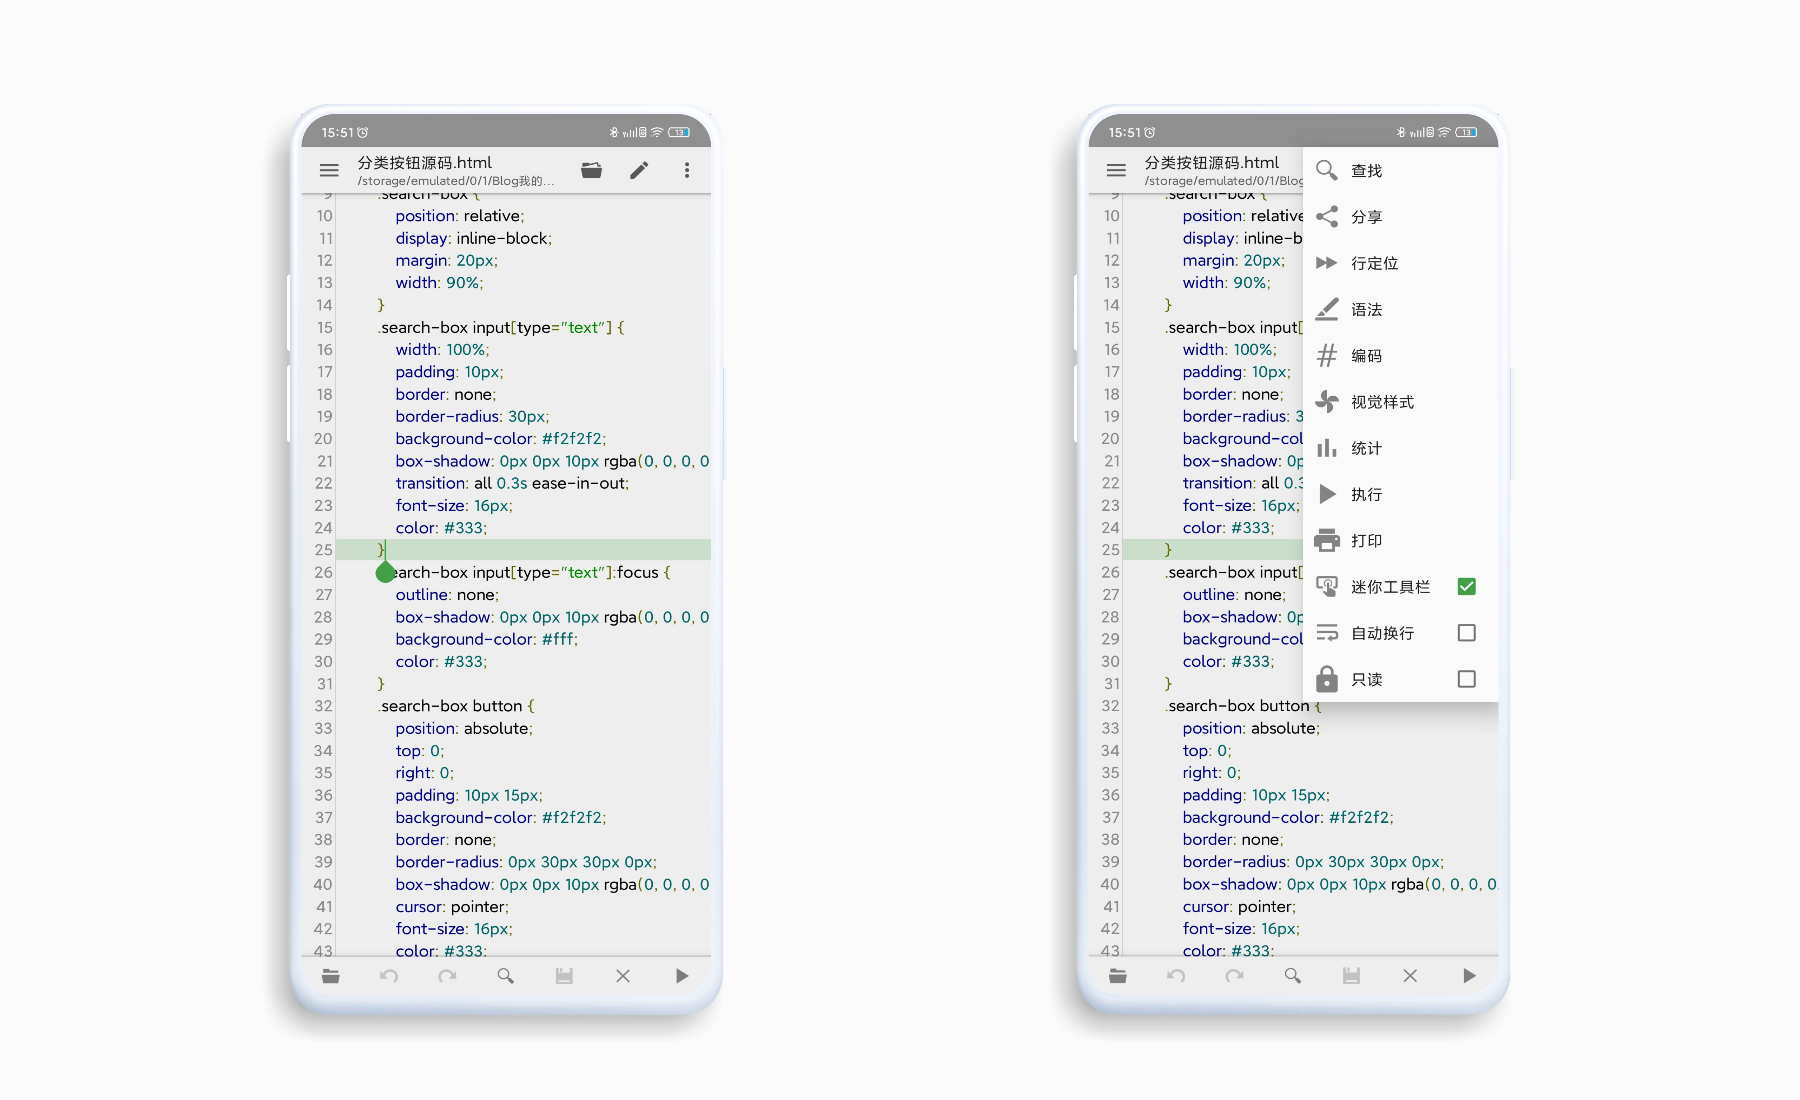 15:51
13
分类按钮源码.html
/storage/emulated/0/1/Blog我的...
9 .search-box {
10 position: relative;
11 display: inline-block;
12 margin: 20px;
13 width: 90%;
14 }
15 .search-box input[type="text"] {
16 width: 100%;
17 padding: 10px;
18 border: none;
19 border-radius: 30px;
20 background-color: #f2f2f2;
21 box-shadow: 0px 0px 10px rgba(0, 0, 0, 0
22 transition: all 0.3s ease-in-out;
23 font-size: 16px;
24 color: #333;
25 }
26 earch-box input[type="text"]:focus {
27 outline: none;
28 box-shadow: 0px 0px 10px rgba(0, 0, 0, 0
29 background-color: #fff;
30 color: #333;
31 }
32 .search-box button {
33 position: absolute;
34 top: 0;
35 right: 0;
36 padding: 10px 15px;
37 background-color: #f2f2f2;
38 border: none;
39 border-radius: 0px 30px 30px 0px;
40 box-shadow: 0px 0px 10px rgba(0, 0, 0, 0
41 cursor: pointer;
42 font-size: 16px;
43 color: #333;
15:51
13
分类按钮源码.html
/storage/emulated/0/1/Blog
9 .search-box {
10 position: relative
11 display: inline-b
12 margin: 20px;
13 width: 90%;
14 }
15 .search-box input[
16 width: 100%;
17 padding: 10px;
18 border: none;
19 border-radius: 3
20 background-col
21 box-shadow: 0p
22 transition: all 0.3
23 font-size: 16px;
24 color: #333;
25 }
26 .search-box input[
27 outline: none;
28 box-shadow: 0p
29 background-col
30 color: #333;
31 }
32 .search-box button {
33 position: absolute;
34 top: 0;
35 right: 0;
36 padding: 10px 15px;
37 background-color: #f2f2f2;
38 border: none;
39 border-radius: 0px 30px 30px 0px;
40 box-shadow: 0px 0px 10px rgba(0, 0, 0, 0.
41 cursor: pointer;
42 font-size: 16px;
43 color: #333;
查找
分享
行定位
语法
编码
视觉样式
统计
执行
打印
迷你工具栏
自动换行
只读